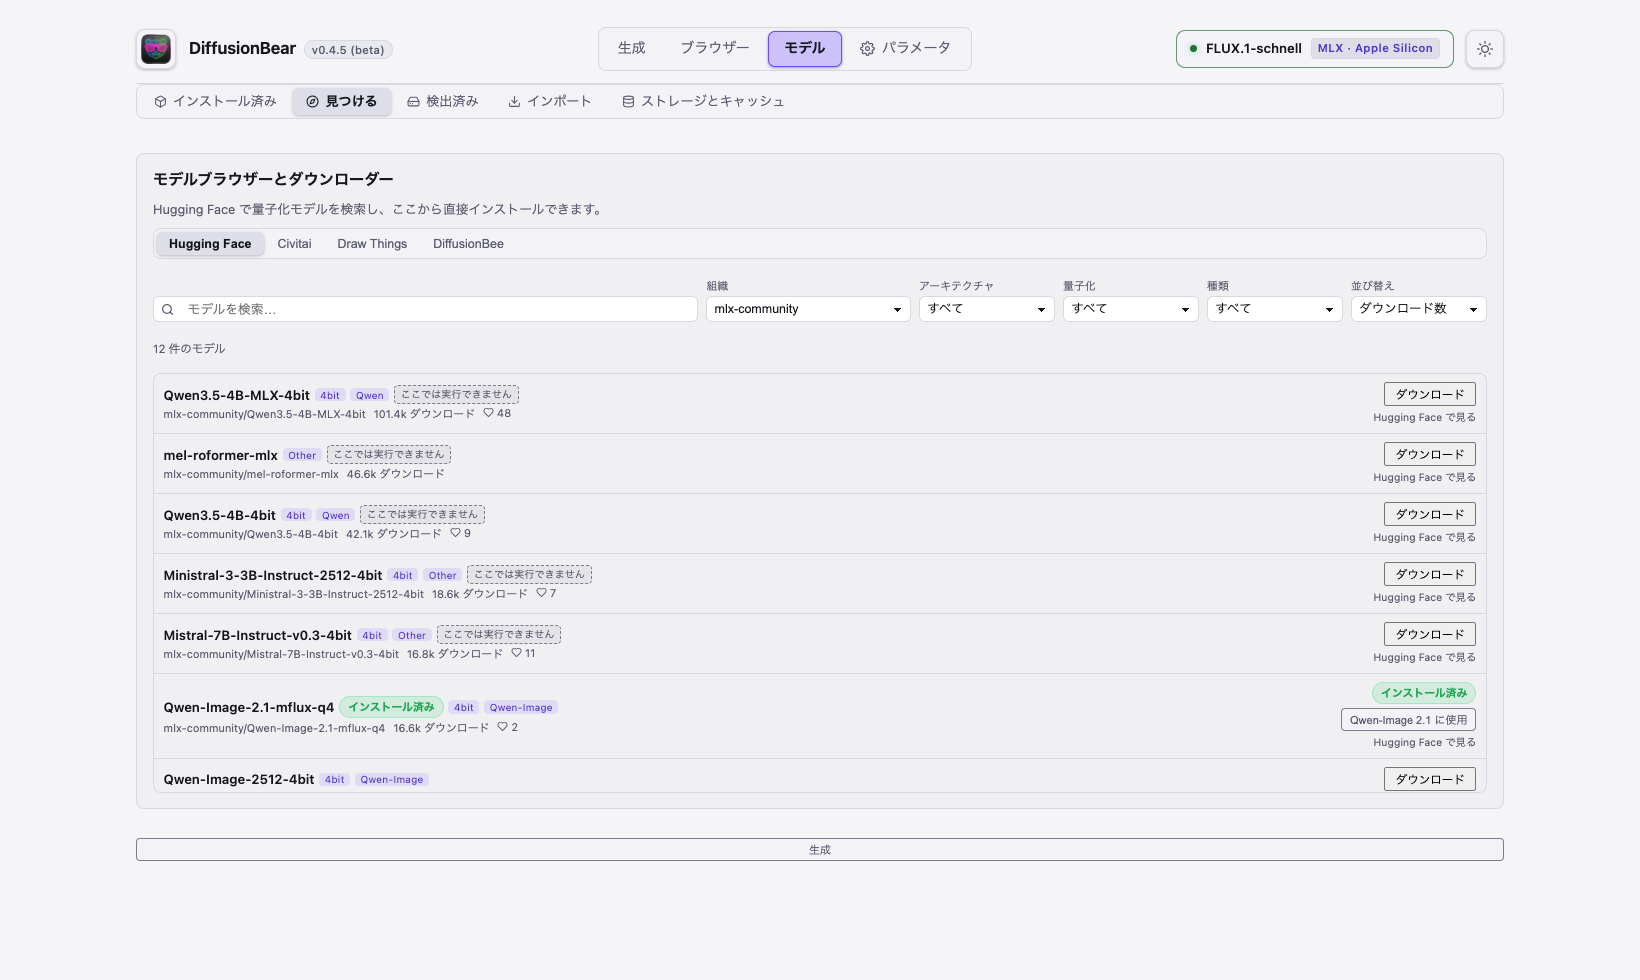 DiffusionBear v0.4.5 (beta)
生成 ブラウザー モデル パラメータ
FLUX.1-schnell MLX · Apple Silicon
インストール済み 見つける 検出済み インポート ストレージとキャッシュ
モデルブラウザーとダウンローダー
Hugging Face で量子化モデルを検索し、ここから直接インストールできます。
Hugging Face Civitai Draw Things DiffusionBee
組織 アーキテクチャ 量子化 種類 並び替え
モデルを検索… mlx-community すべて すべて すべて ダウンロード数
12 件のモデル
Qwen3.5-4B-MLX-4bit 4bit Qwen ここでは実行できません ダウンロード
mlx-community/Qwen3.5-4B-MLX-4bit 101.4k ダウンロード 48 Hugging Face で見る
mel-roformer-mlx Other ここでは実行できません ダウンロード
mlx-community/mel-roformer-mlx 46.6k ダウンロード Hugging Face で見る
Qwen3.5-4B-4bit 4bit Qwen ここでは実行できません ダウンロード
mlx-community/Qwen3.5-4B-4bit 42.1k ダウンロード 9 Hugging Face で見る
Ministral-3-3B-Instruct-2512-4bit 4bit Other ここでは実行できません ダウンロード
mlx-community/Ministral-3-3B-Instruct-2512-4bit 18.6k ダウンロード 7 Hugging Face で見る
Mistral-7B-Instruct-v0.3-4bit 4bit Other ここでは実行できません ダウンロード
mlx-community/Mistral-7B-Instruct-v0.3-4bit 16.8k ダウンロード 11 Hugging Face で見る
インストール済み
Qwen-Image-2.1-mflux-q4 インストール済み 4bit Qwen-Image
Qwen-Image 2.1 に使用
mlx-community/Qwen-Image-2.1-mflux-q4 16.6k ダウンロード 2
Hugging Face で見る
Qwen-Image-2512-4bit 4bit Qwen-Image ダウンロード
生成